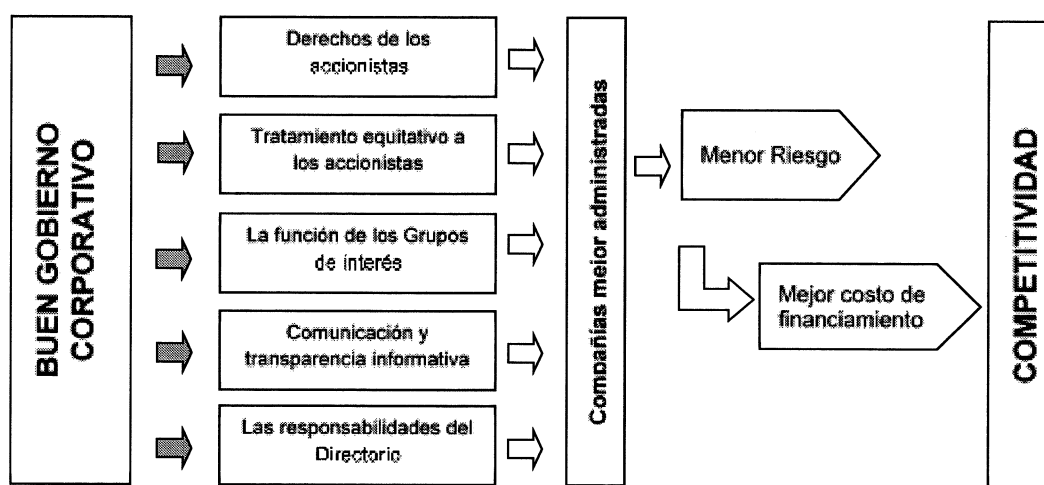 BUEN GOBIERNO
CORPORATIVO
Derechos de los
accionistas
Tratamiento equitativo a
los accionistas
La función de los Grupos
de interés
Comunicación y
transparencia informativa
Las responsabilidades del
Directorio
Compañías mejor administradas
Menor Riesgo
Mejor costo de
financiamiento
COMPETITIVIDAD